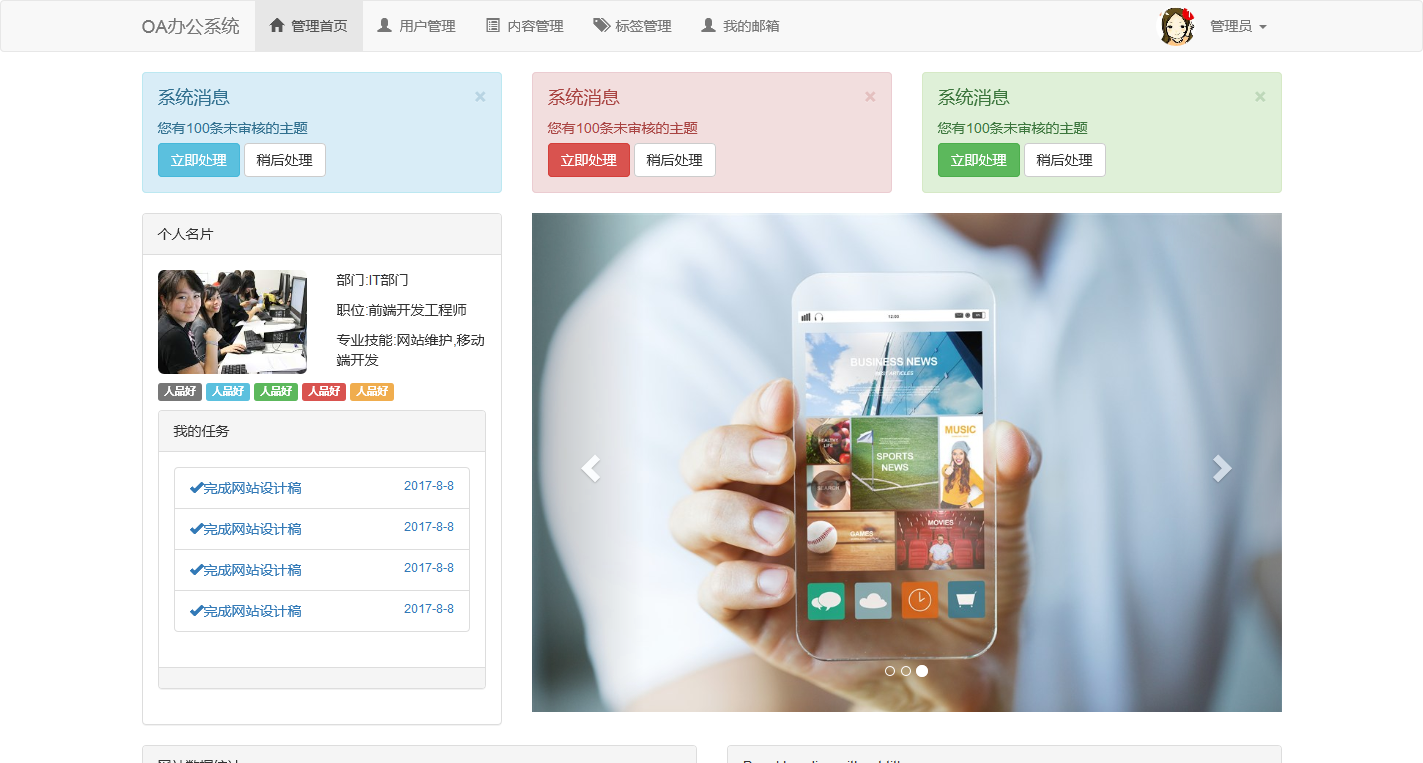 OA办公系统 管理首页 用户管理 内容管理 标签管理 我的邮箱 管理员
系统消息 ×
您有100条未审核的主题
立即处理 稍后处理
系统消息 ×
您有100条未审核的主题
立即处理 稍后处理
系统消息 ×
您有100条未审核的主题
立即处理 稍后处理
个人名片
部门:IT部门
职位:前端开发工程师
专业技能:网站维护,移动
端开发
人品好 人品好 人品好 人品好 人品好
我的任务
完成网站设计稿 2017-8-8
完成网站设计稿 2017-8-8
完成网站设计稿 2017-8-8
完成网站设计稿 2017-8-8
12:00
BUSINESS NEWS
HEALTHY
LIFE
SPORTS
NEWS
MUSIC
SEARCH
GAMES
MOVIES